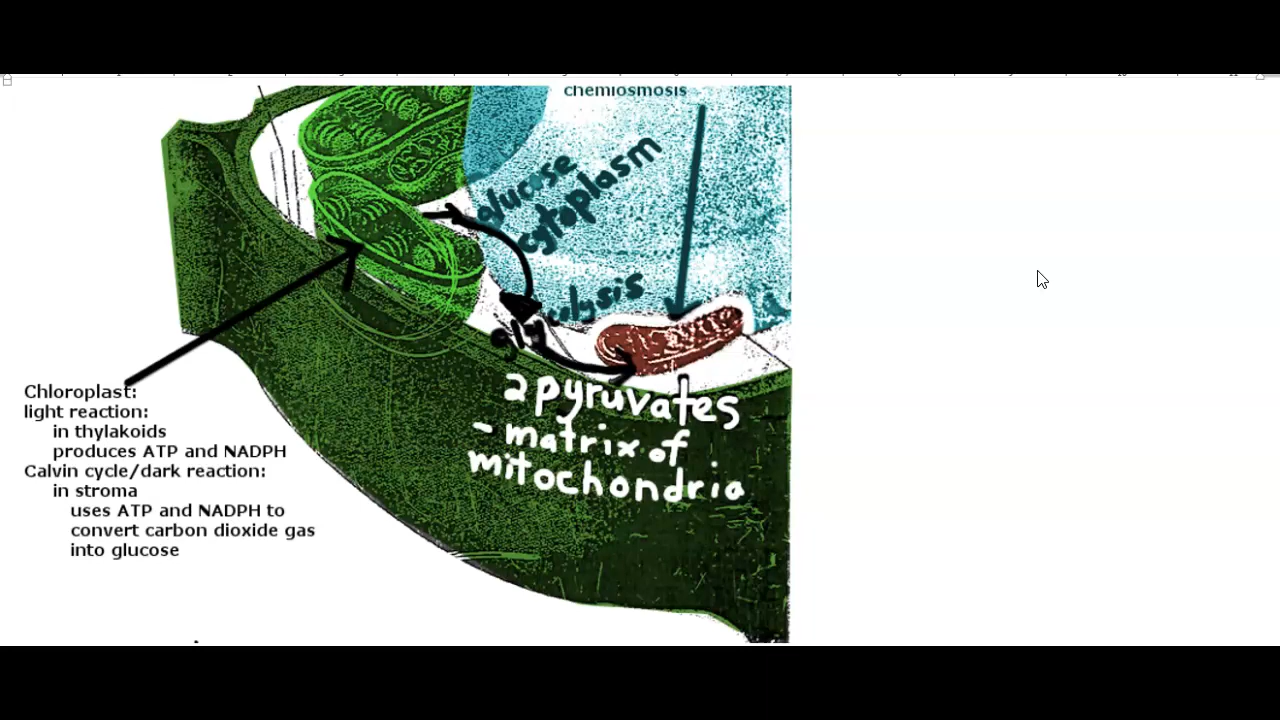 chemiosmosis
glucose
cytoplasm
glycolysis
2 pyruvates
- matrix of
mitochondria
Chloroplast:
light reaction:
in thylakoids
produces ATP and NADPH
Calvin cycle/dark reaction:
in stroma
uses ATP and NADPH to
convert carbon dioxide gas
into glucose